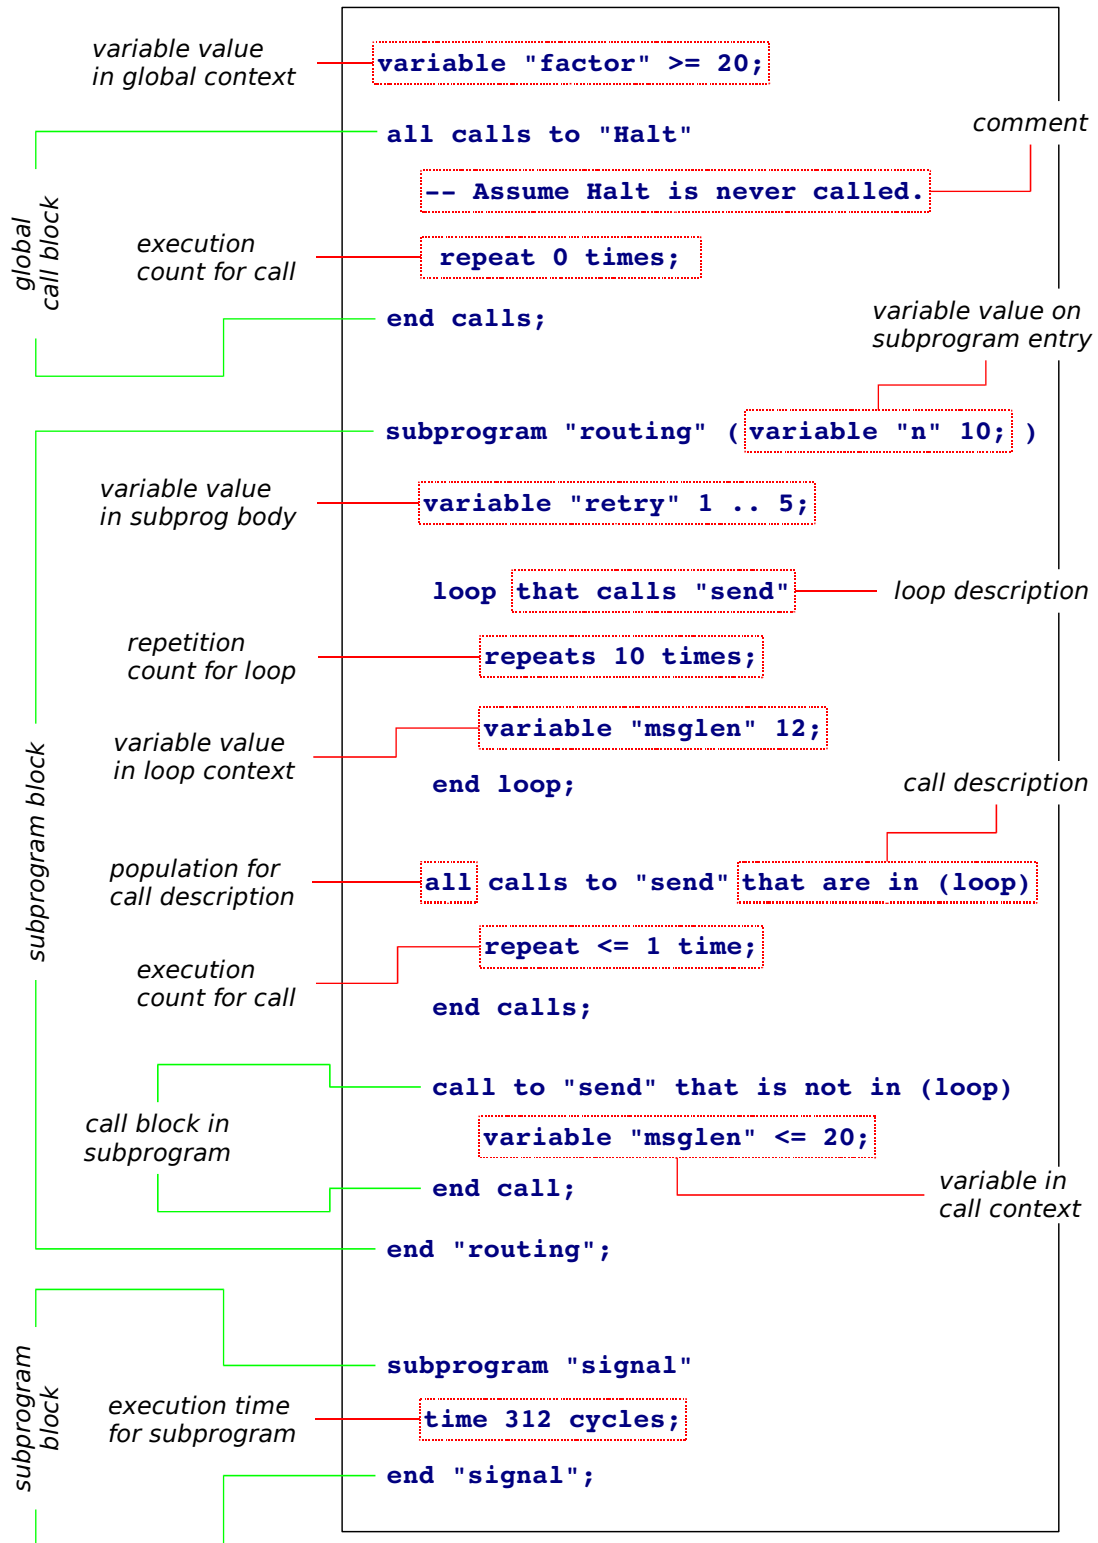 variable value
in global context
variable "factor" >= 20;
all calls to "Halt"
comment
-- Assume Halt is never called.
global
call block
execution
count for call
repeat 0 times;
end calls;
variable value on
subprogram entry
subprogram "routing" ( variable "n" 10; )
variable value
in subprog body
variable "retry" 1 .. 5;
loop that calls "send"
loop description
repetition
count for loop
repeats 10 times;
variable value
in loop context
variable "msglen" 12;
end loop;
call description
subprogram block
population for
call description
all calls to "send" that are in (loop)
repeat <= 1 time;
execution
count for call
end calls;
call to "send" that is not in (loop)
call block in
subprogram
variable "msglen" <= 20;
end call;
variable in
call context
end "routing";
subprogram
block
subprogram "signal"
execution time
for subprogram
time 312 cycles;
end "signal";